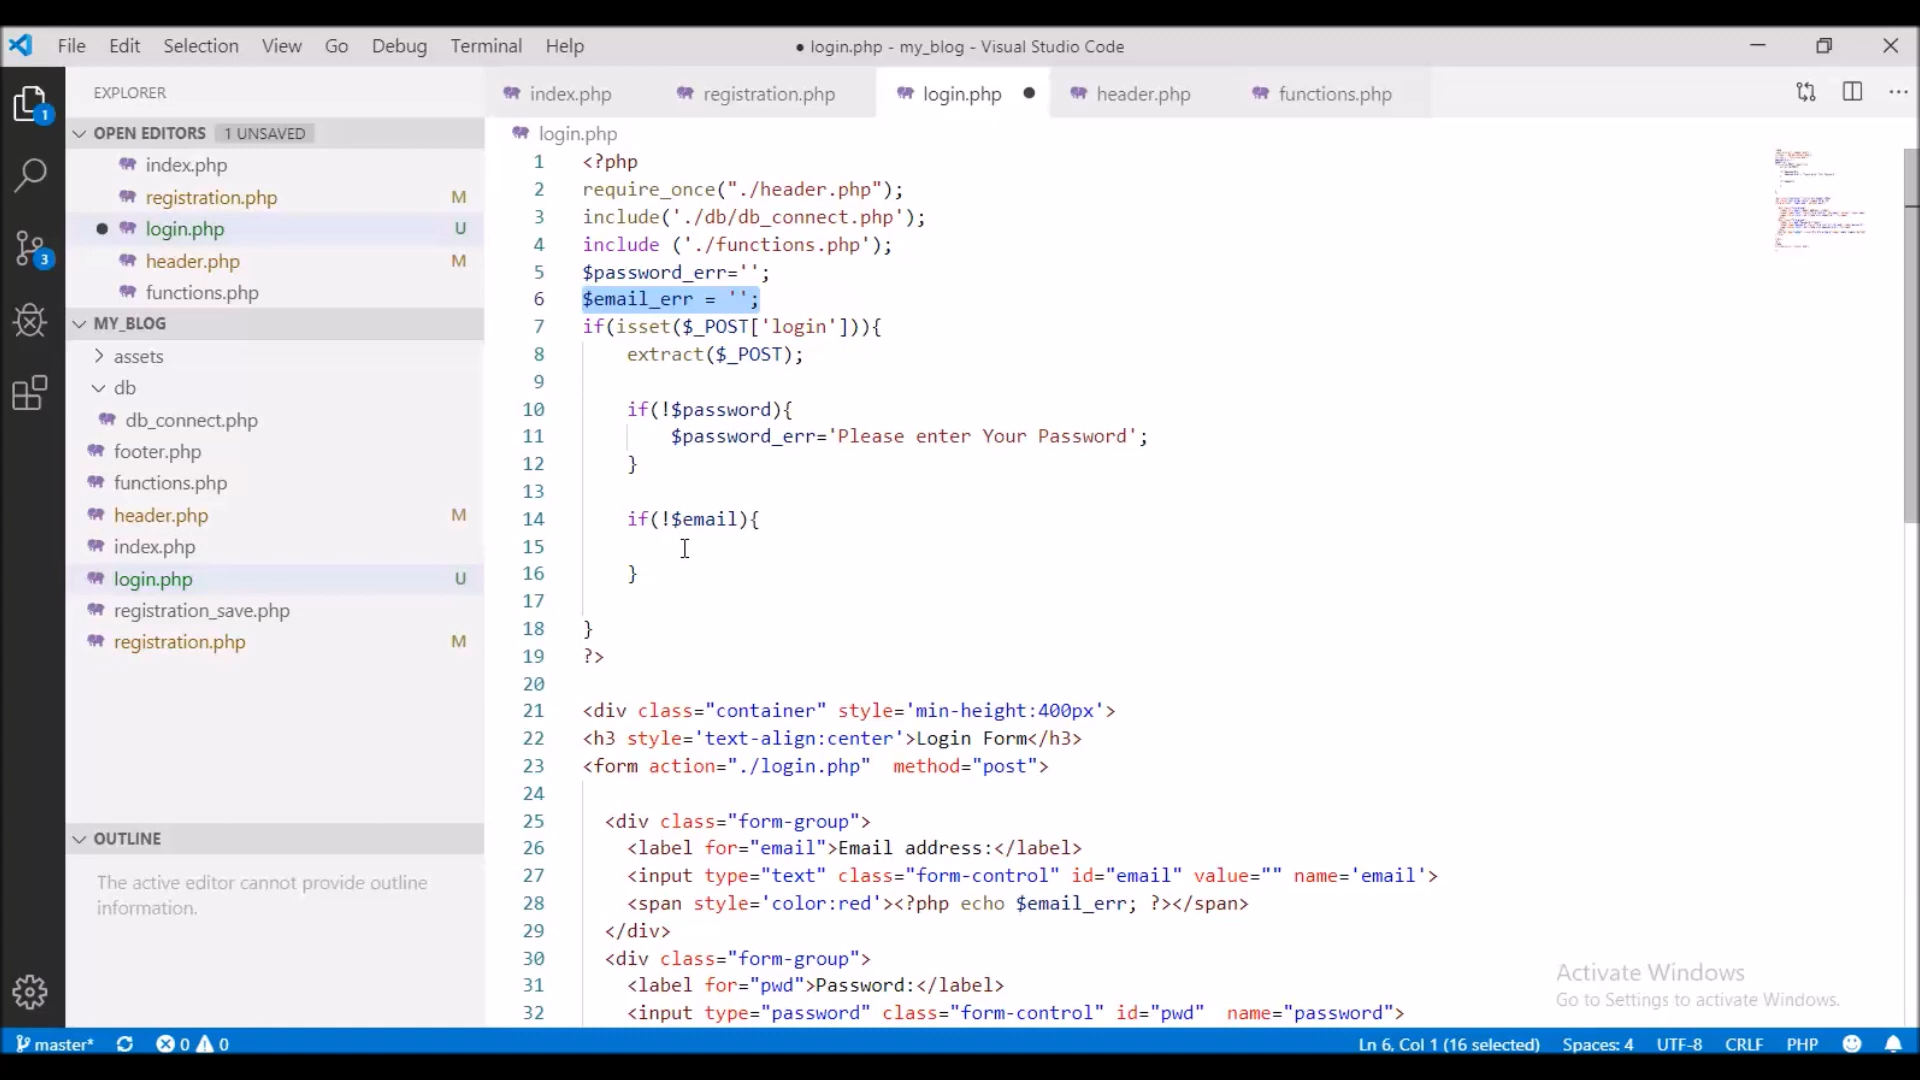 File Edit Selection View Go Debug Terminal Help
● login.php - my_blog - Visual Studio Code
EXPLORER
OPEN EDITORS 1 UNSAVED
index.php
registration.php M
login.php U
header.php M
functions.php
MY_BLOG
assets
db
db_connect.php
footer.php
functions.php
header.php M
index.php
login.php U
registration_save.php
registration.php M
OUTLINE
The active editor cannot provide outline
information.
1
3
index.php registration.php login.php header.php functions.php
login.php
1 <?php
2 require_once("./header.php");
3 include('./db/db_connect.php');
4 include ('./functions.php');
5 $password_err='';
6 $email_err = '';
7 if(isset($_POST['login'])){
8 extract($_POST);
9
10 if(!$password){
11 $password_err='Please enter Your Password';
12 }
13
14 if(!$email){
15
16 }
17
18 }
19 ?>
20
21 <div class="container" style='min-height:400px'>
22 <h3 style='text-align:center'>Login Form</h3>
23 <form action="./login.php"  method="post">
24
25 <div class="form-group">
26 <label for="email">Email address:</label>
27 <input type="text" class="form-control" id="email" value="" name='email'>
28 <span style='color:red'><?php echo $email_err; ?></span>
29 </div>
30 <div class="form-group">
31 <label for="pwd">Password:</label>
32 <input type="password" class="form-control" id="pwd"  name="password">
Activate Windows
Go to Settings to activate Windows.
master* 0 0 Ln 6, Col 1 (16 selected) Spaces: 4 UTF-8 CRLF PHP